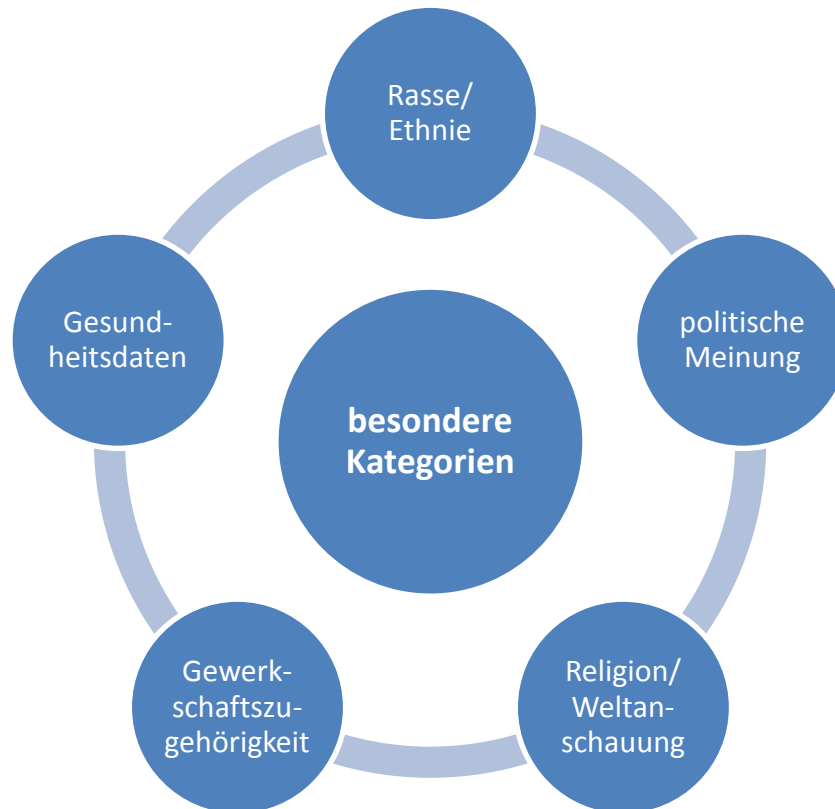 Rasse/
Ethnie
politische
Meinung
Religion/
Weltan-
schauung
Gewerk-
schaftszu-
gehörigkeit
Gesund-
heitsdaten
besondere
Kategorien